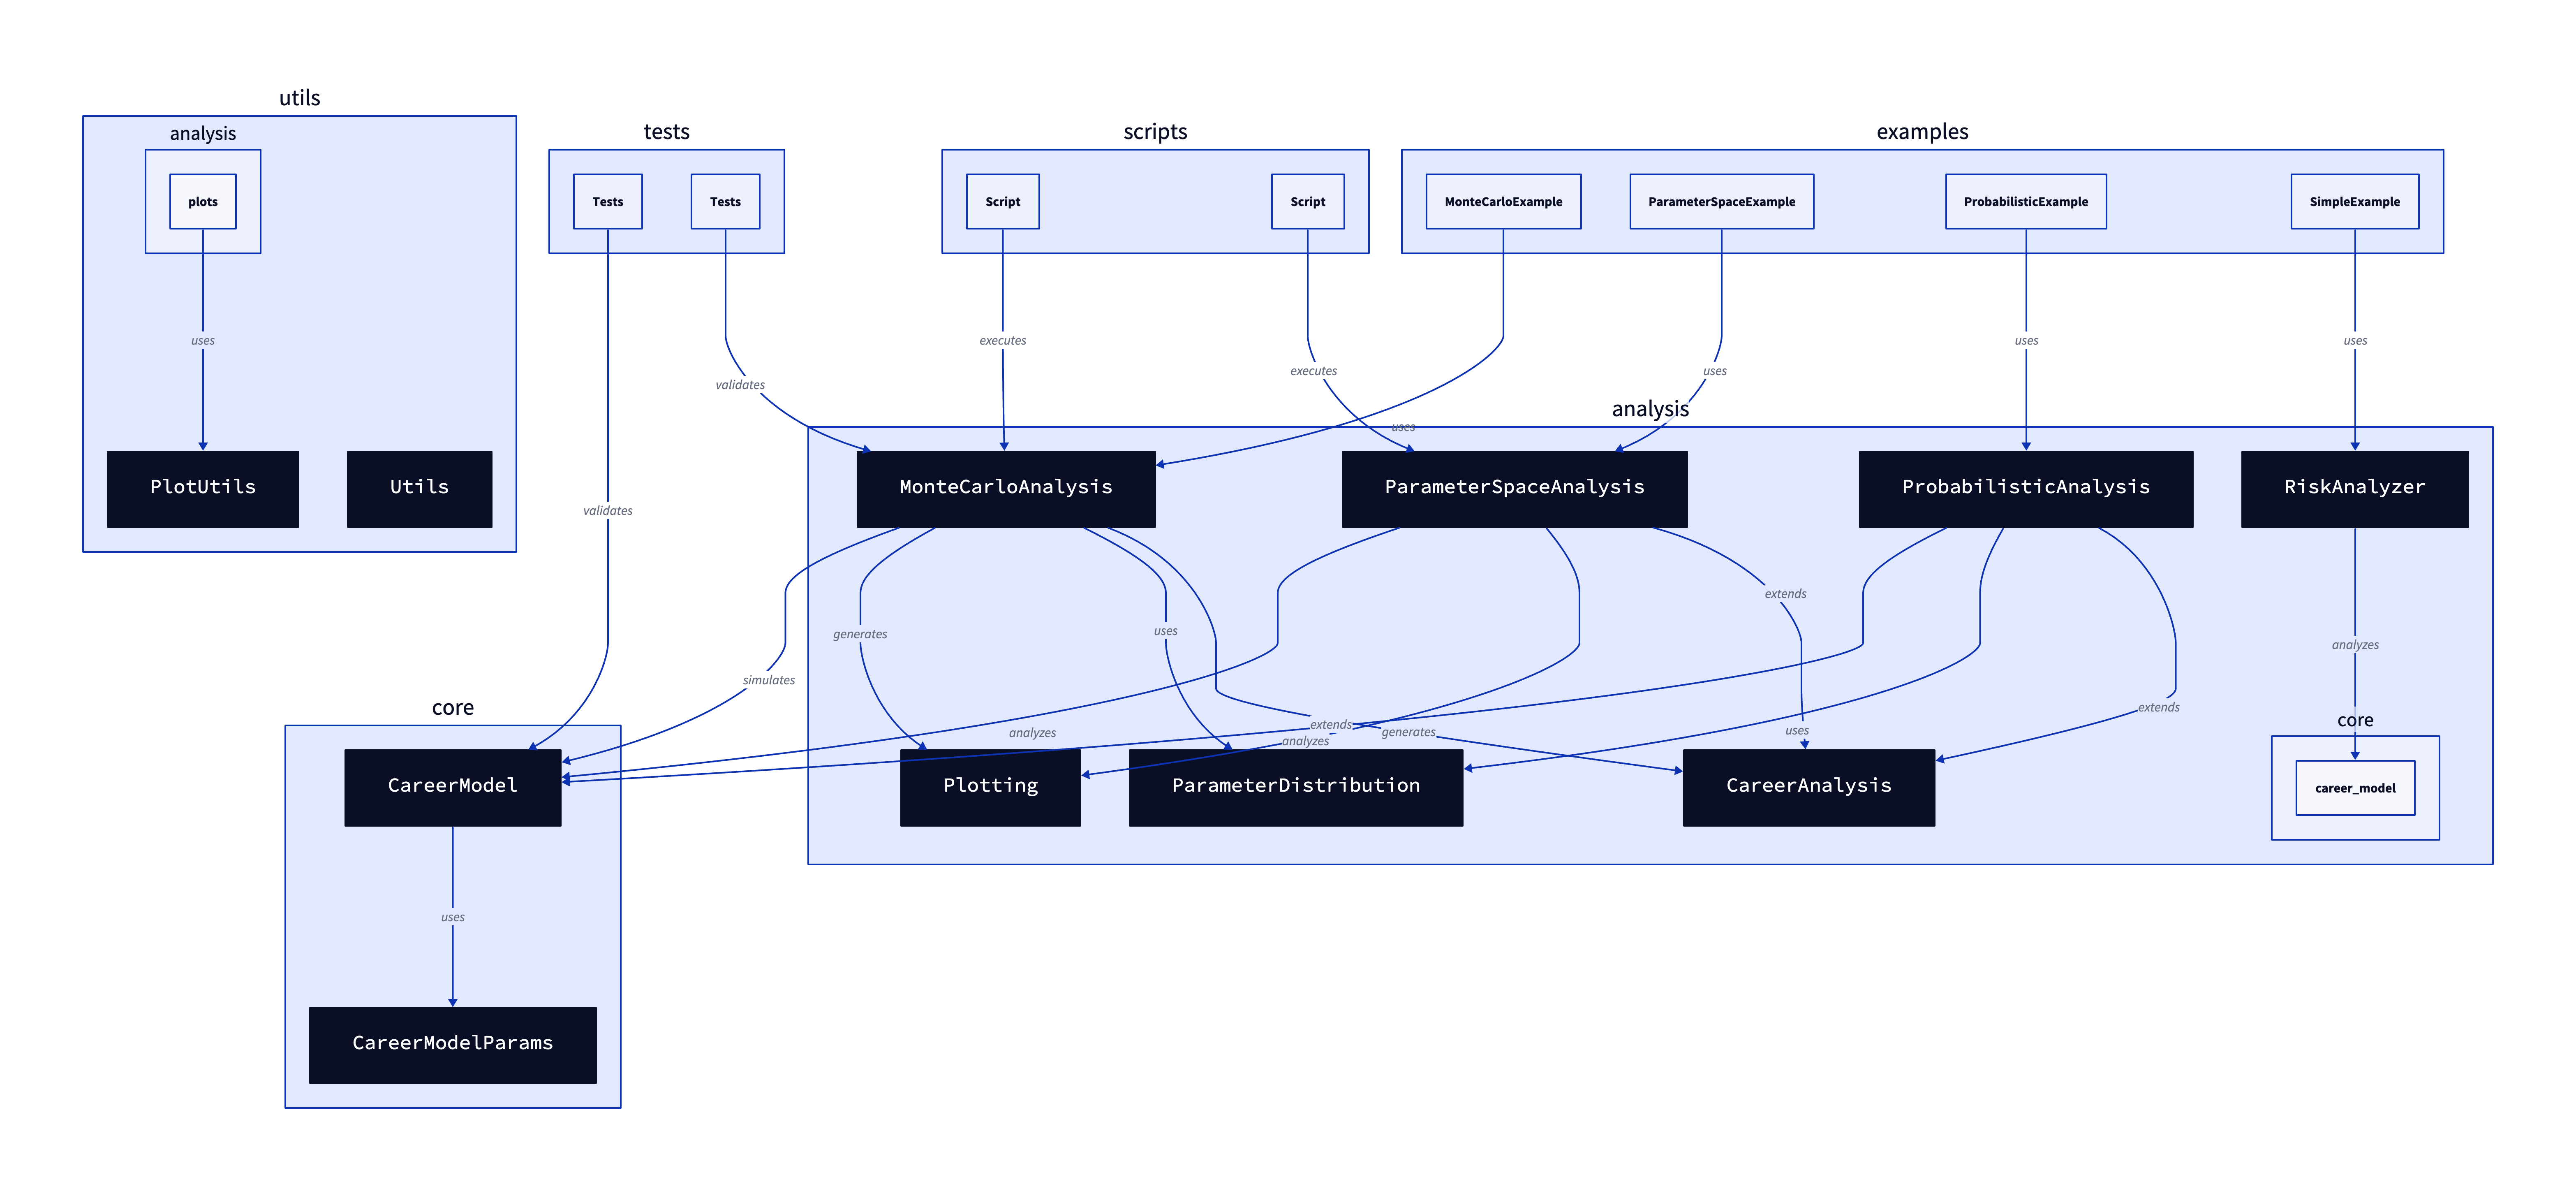 utils
analysis
plots
uses
PlotUtils
Utils
tests
Tests
Tests
validates
validates
scripts
Script
Script
executes
executes
examples
MonteCarloExample
ParameterSpaceExample
ProbabilisticExample
SimpleExample
uses
uses
uses
uses
analysis
MonteCarloAnalysis
ParameterSpaceAnalysis
ProbabilisticAnalysis
RiskAnalyzer
simulates
generates
uses
extends
analyzes
generates
extends
analyzes
uses
extends
analyzes
Plotting
ParameterDistribution
CareerAnalysis
core
career_model
core
CareerModel
uses
CareerModelParams